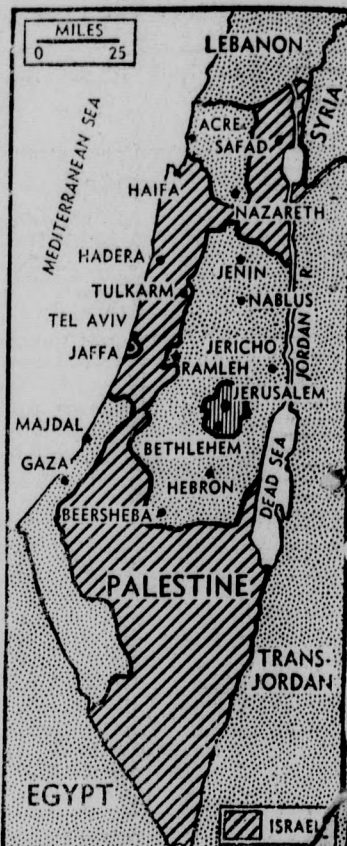 MILES
0 25
LEBANON
SYRIA
MEDITERRANEAN SEA
ACRE
SAFAD
HAIFA
NAZARETH
HADERA
JENIN
TULKARM
NABLUS
JORDAN R.
TEL AVIV
JAFFA
JERICHO
RAMLEH
JERUSALEM
MAJDAL
BETHLEHEM
GAZA
HEBRON
DEAD SEA
BEERSHEBA
PALESTINE
TRANS-
JORDAN
EGYPT
ISRAEL